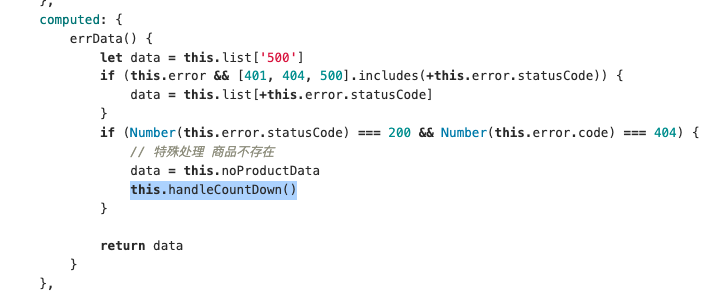 },
computed: {
errData() {
let data = this.list['500']
if (this.error && [401, 404, 500].includes(+this.error.statusCode)) {
data = this.list[+this.error.statusCode]
}
if (Number(this.error.statusCode) === 200 && Number(this.error.code) === 404) {
// 特殊处理 商品不存在
data = this.noProductData
this.handleCountDown()
}
return data
}
},